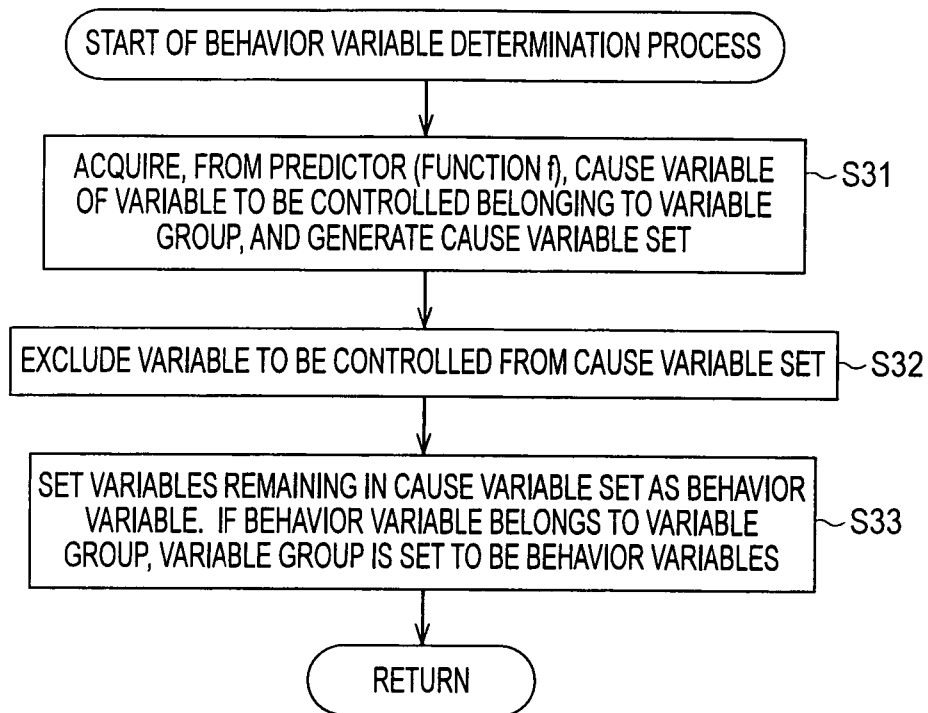 START OF BEHAVIOR VARIABLE DETERMINATION PROCESS
ACQUIRE, FROM PREDICTOR (FUNCTION f), CAUSE VARIABLE
OF VARIABLE TO BE CONTROLLED BELONGING TO VARIABLE
GROUP, AND GENERATE CAUSE VARIABLE SET
S31
EXCLUDE VARIABLE TO BE CONTROLLED FROM CAUSE VARIABLE SET
S32
SET VARIABLES REMAINING IN CAUSE VARIABLE SET AS BEHAVIOR
VARIABLE. IF BEHAVIOR VARIABLE BELONGS TO VARIABLE
GROUP, VARIABLE GROUP IS SET TO BE BEHAVIOR VARIABLES
S33
RETURN